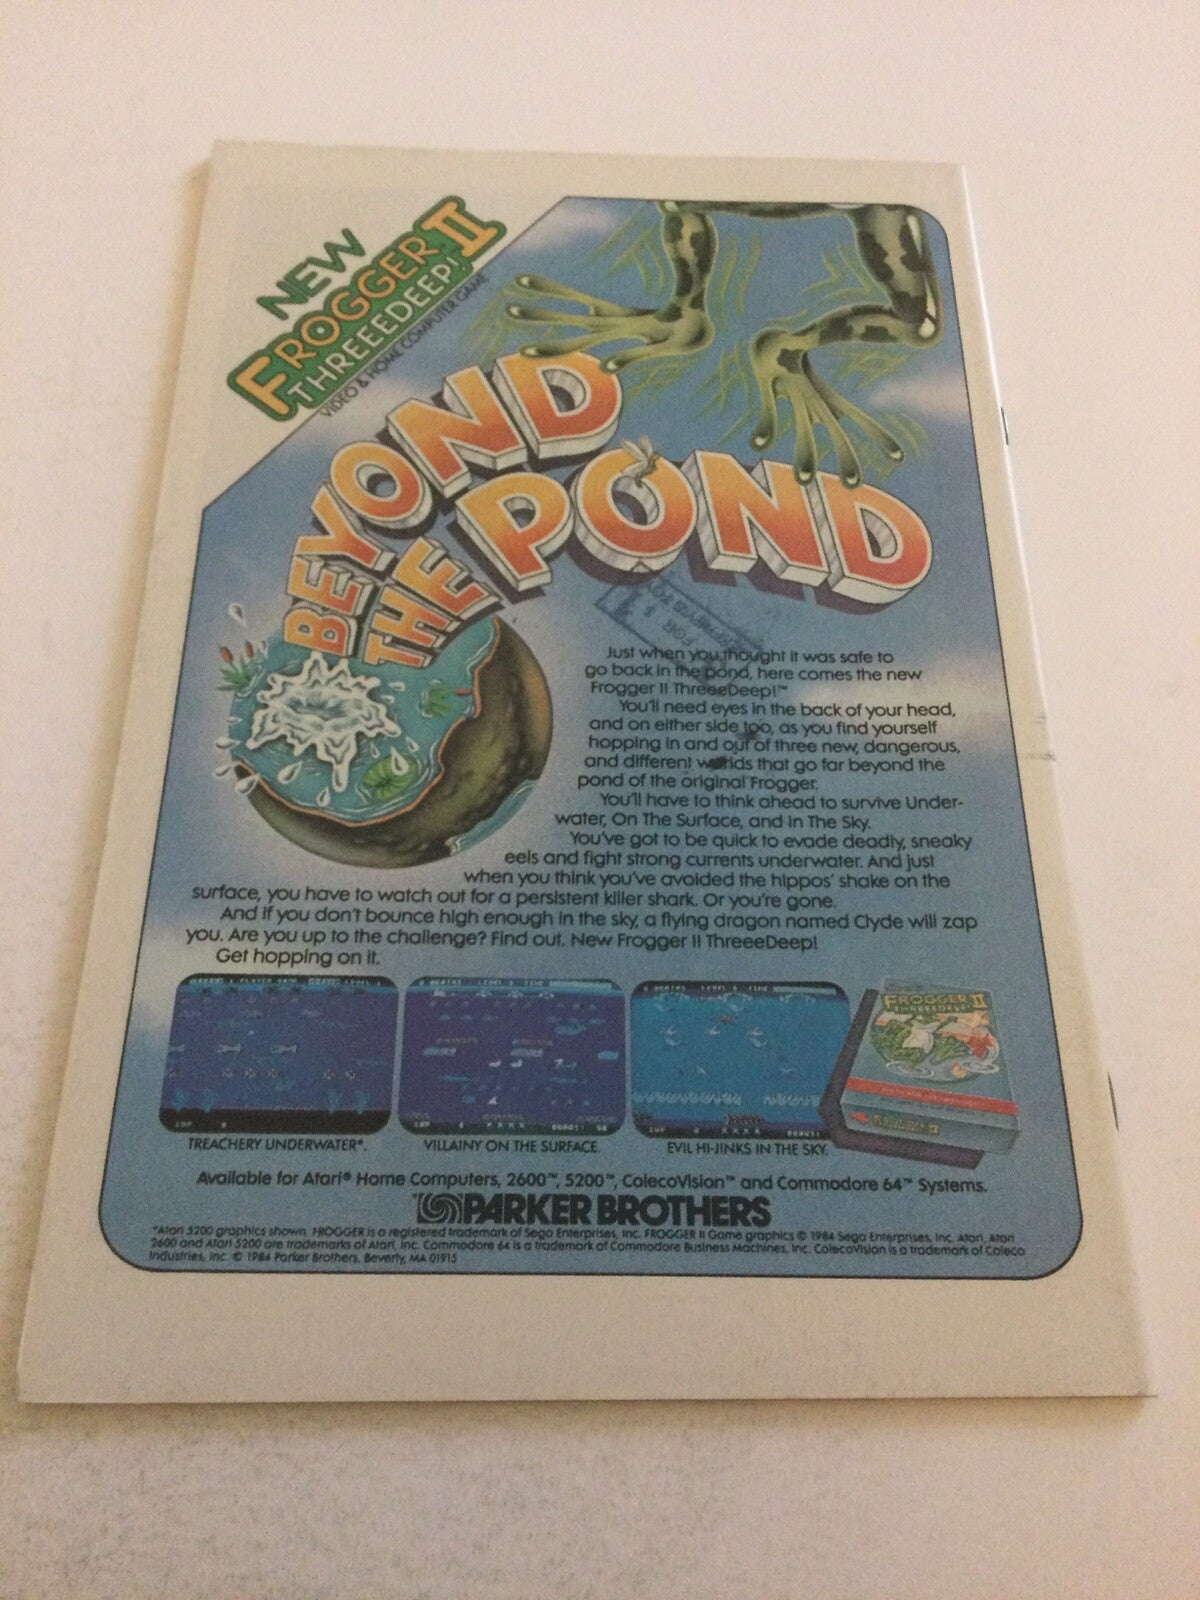 NEW
FROGGER II
THREEEDEEP!
VIDEO & HOME COMPUTER GAME
BEYOND
THE POND
Just when you thought it was safe to
go back in the pond, here comes the new
Frogger II ThreeeDeep!™
You'll need eyes in the back of your head,
and on either side too, as you find yourself
hopping in and out of three new, dangerous,
and different worlds that go far beyond the
pond of the original Frogger.
You'll have to think ahead to survive Under-
water, On The Surface, and In The Sky.
You've got to be quick to evade deadly, sneaky
eels and fight strong currents underwater. And just
when you think you've avoided the hippos' shake on the
surface, you have to watch out for a persistent killer shark. Or you're gone.
And if you don't bounce high enough in the sky, a flying dragon named Clyde will zap
you. Are you up to the challenge? Find out. New Frogger II ThreeeDeep!
Get hopping on it.
FROGGER II
THREEEDEEP!
TREACHERY UNDERWATER*.
VILLAINY ON THE SURFACE.
EVIL HI-JINKS IN THE SKY.
Available for Atari® Home Computers, 2600™, 5200™, ColecoVision™ and Commodore 64™ Systems.
PARKER BROTHERS
*Atari 5200 graphics shown. FROGGER is a registered trademark of Sega Enterprises, Inc. FROGGER II Game graphics © 1984 Sega Enterprises, Inc. Atari, Atari
2600 and Atari 5200 are trademarks of Atari, Inc. Commodore 64 is a trademark of Commodore Business Machines, Inc. ColecoVision is a trademark of Coleco
Industries, Inc. © 1984 Parker Brothers, Beverly, MA 01915